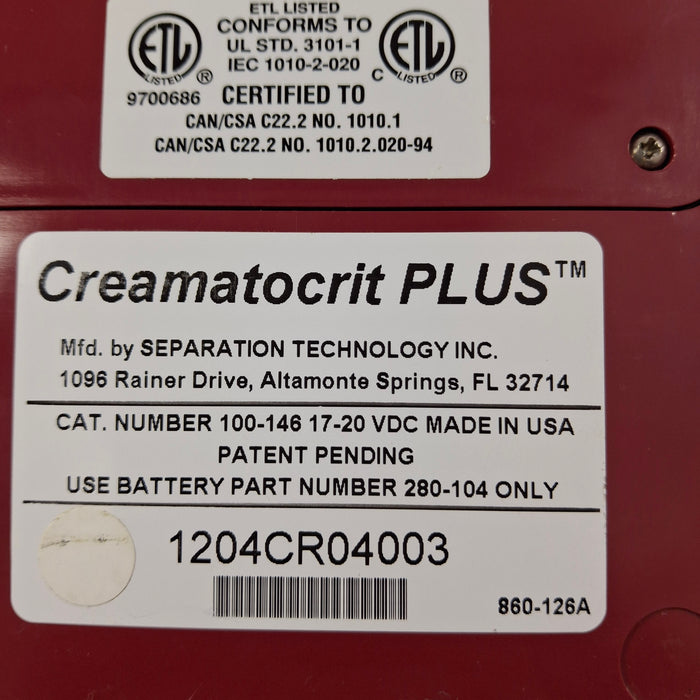 ETL LISTED
CONFORMS TO
UL STD. 3101-1
IEC 1010-2-020
ETL LISTED ®
C ETL LISTED ®
9700686 CERTIFIED TO
CAN/CSA C22.2 NO. 1010.1
CAN/CSA C22.2 NO. 1010.2.020-94
Creamatocrit PLUS™
Mfd. by SEPARATION TECHNOLOGY INC.
1096 Rainer Drive, Altamonte Springs, FL 32714
CAT. NUMBER 100-146 17-20 VDC MADE IN USA
PATENT PENDING
USE BATTERY PART NUMBER 280-104 ONLY
1204CR04003
860-126A